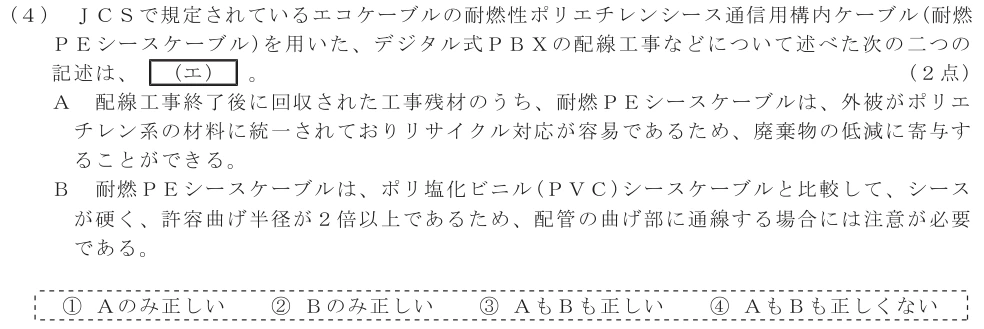 (４) ＪＣＳで規定されているエコケーブルの耐燃性ポリエチレンシース通信用構内ケーブル(耐燃
ＰＥシースケーブル)を用いた、デジタル式ＰＢＸの配線工事などについて述べた次の二つの
記述は、 (エ) 。 (２点)
Ａ 配線工事終了後に回収された工事残材のうち、耐燃ＰＥシースケーブルは、外被がポリエ
チレン系の材料に統一されておりリサイクル対応が容易であるため、廃棄物の低減に寄与す
ることができる。
Ｂ 耐燃ＰＥシースケーブルは、ポリ塩化ビニル(ＰＶＣ)シースケーブルと比較して、シース
が硬く、許容曲げ半径が２倍以上であるため、配管の曲げ部に通線する場合には注意が必要
である。
① Ａのみ正しい ② Ｂのみ正しい ③ ＡもＢも正しい ④ ＡもＢも正しくない